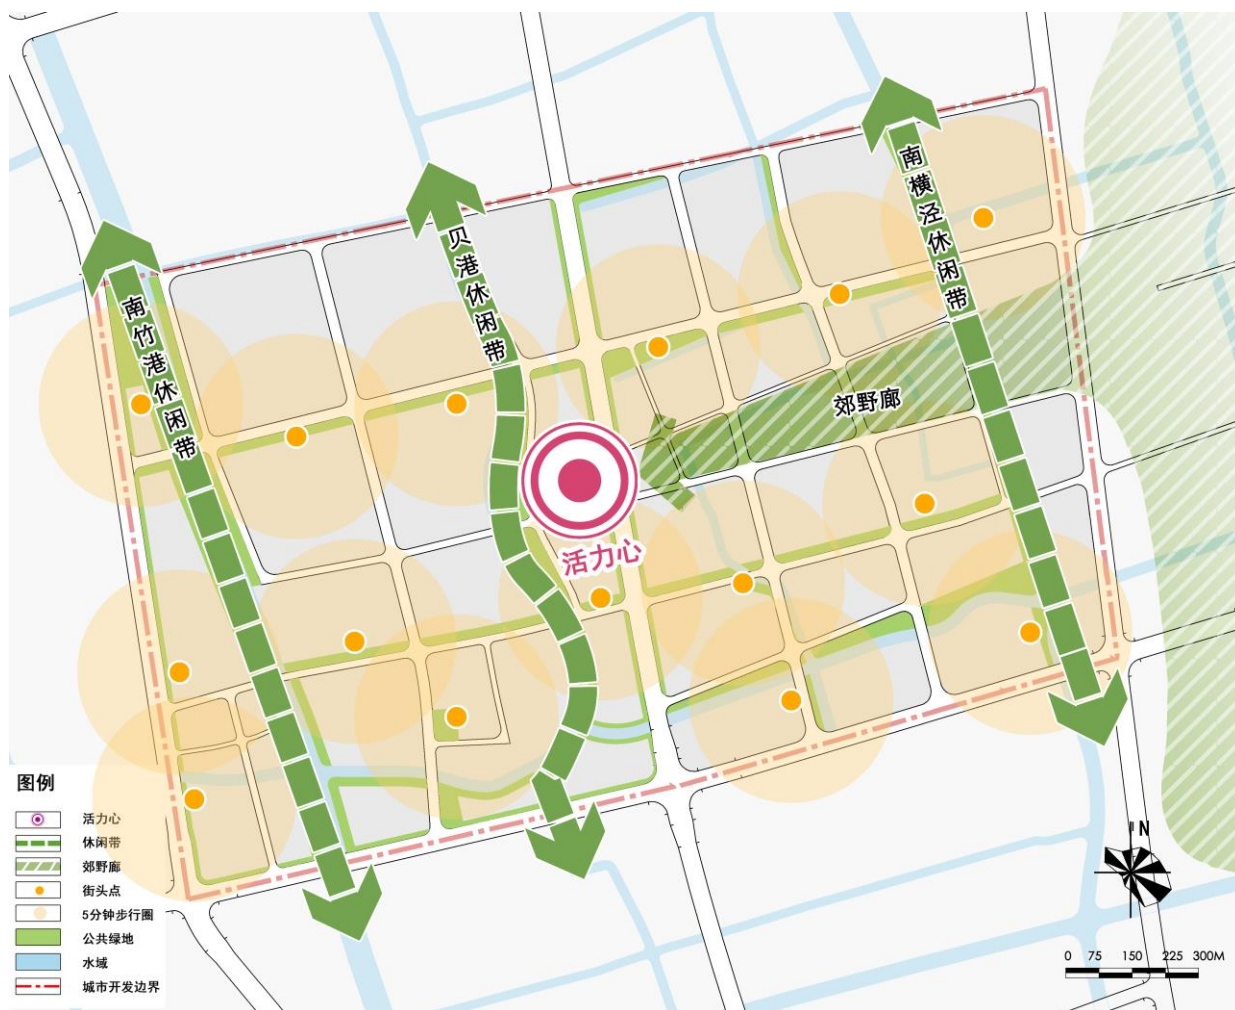 南横泾休闲带
贝港休闲带
南竹港休闲带
郊野廊
活力心
图例
活力心
休闲带
郊野廊
街头点
5分钟步行圈
公共绿地
水域
城市开发边界
N
0 75 150 225 300M